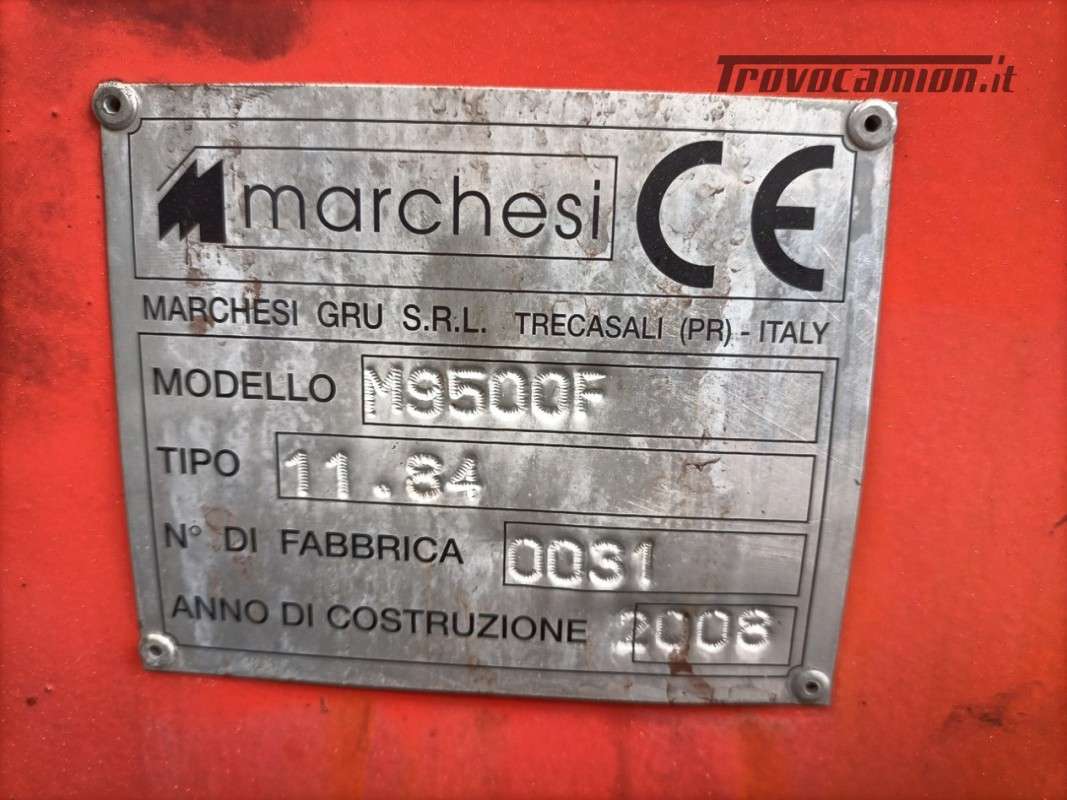 Trovocamion.it
marchesi CE
MARCHESI GRU S.R.L. TRECASALI (PR) - ITALY
MODELLO M9500F
TIPO 11.84
N° DI FABBRICA 0031
ANNO DI COSTRUZIONE 2008